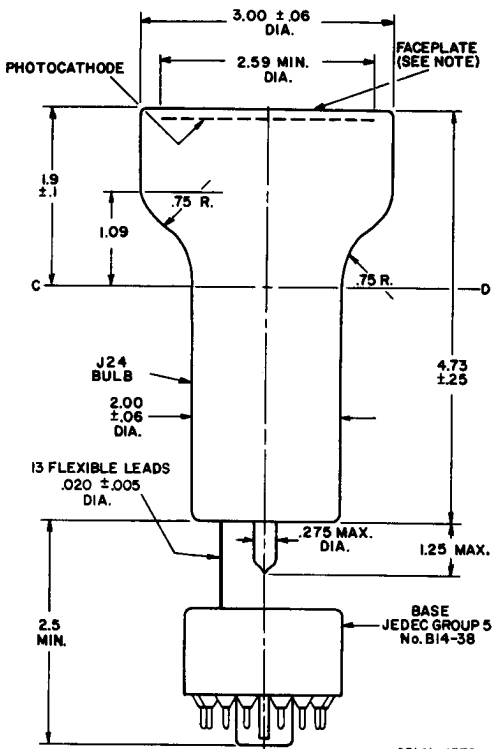 3.00 ±.06
DIA.
2.59 MIN.
DIA.
FACEPLATE
(SEE NOTE)
PHOTOCATHODE
1.9
±.1
.75 R.
1.09
C
D
.75 R.
J24
BULB
4.73
±.25
2.00
±.06
DIA.
13 FLEXIBLE LEADS
.020 ±.005
DIA.
.275 MAX.
DIA.
1.25 MAX.
2.5
MIN.
BASE
JEDEC GROUP 5
No. B14-38